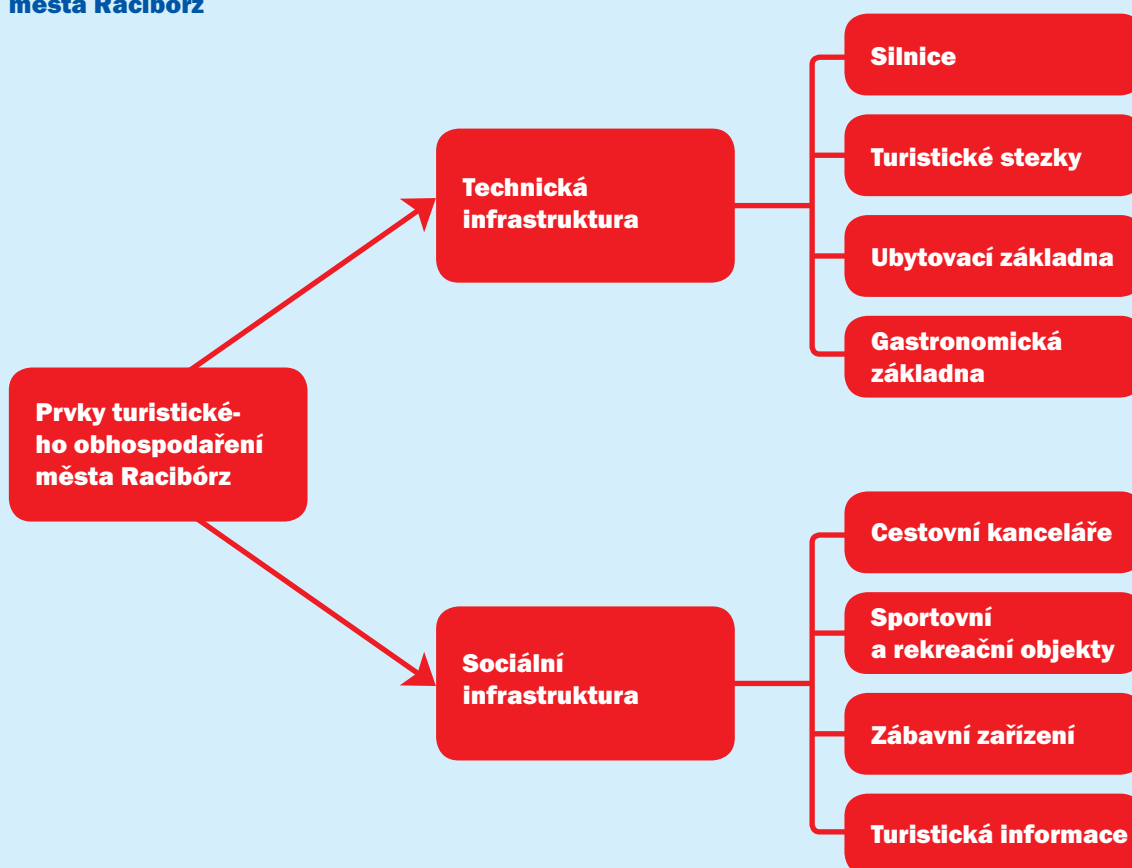 města Racibórz
Silnice
Turistické stezky
Technická
infrastruktura
Ubytovací základna
Gastronomická
základna
Prvky turistické-
ho obhospodaření
města Racibórz
Cestovní kanceláře
Sportovní
a rekreační objekty
Sociální
infrastruktura
Zábavní zařízení
Turistická informace